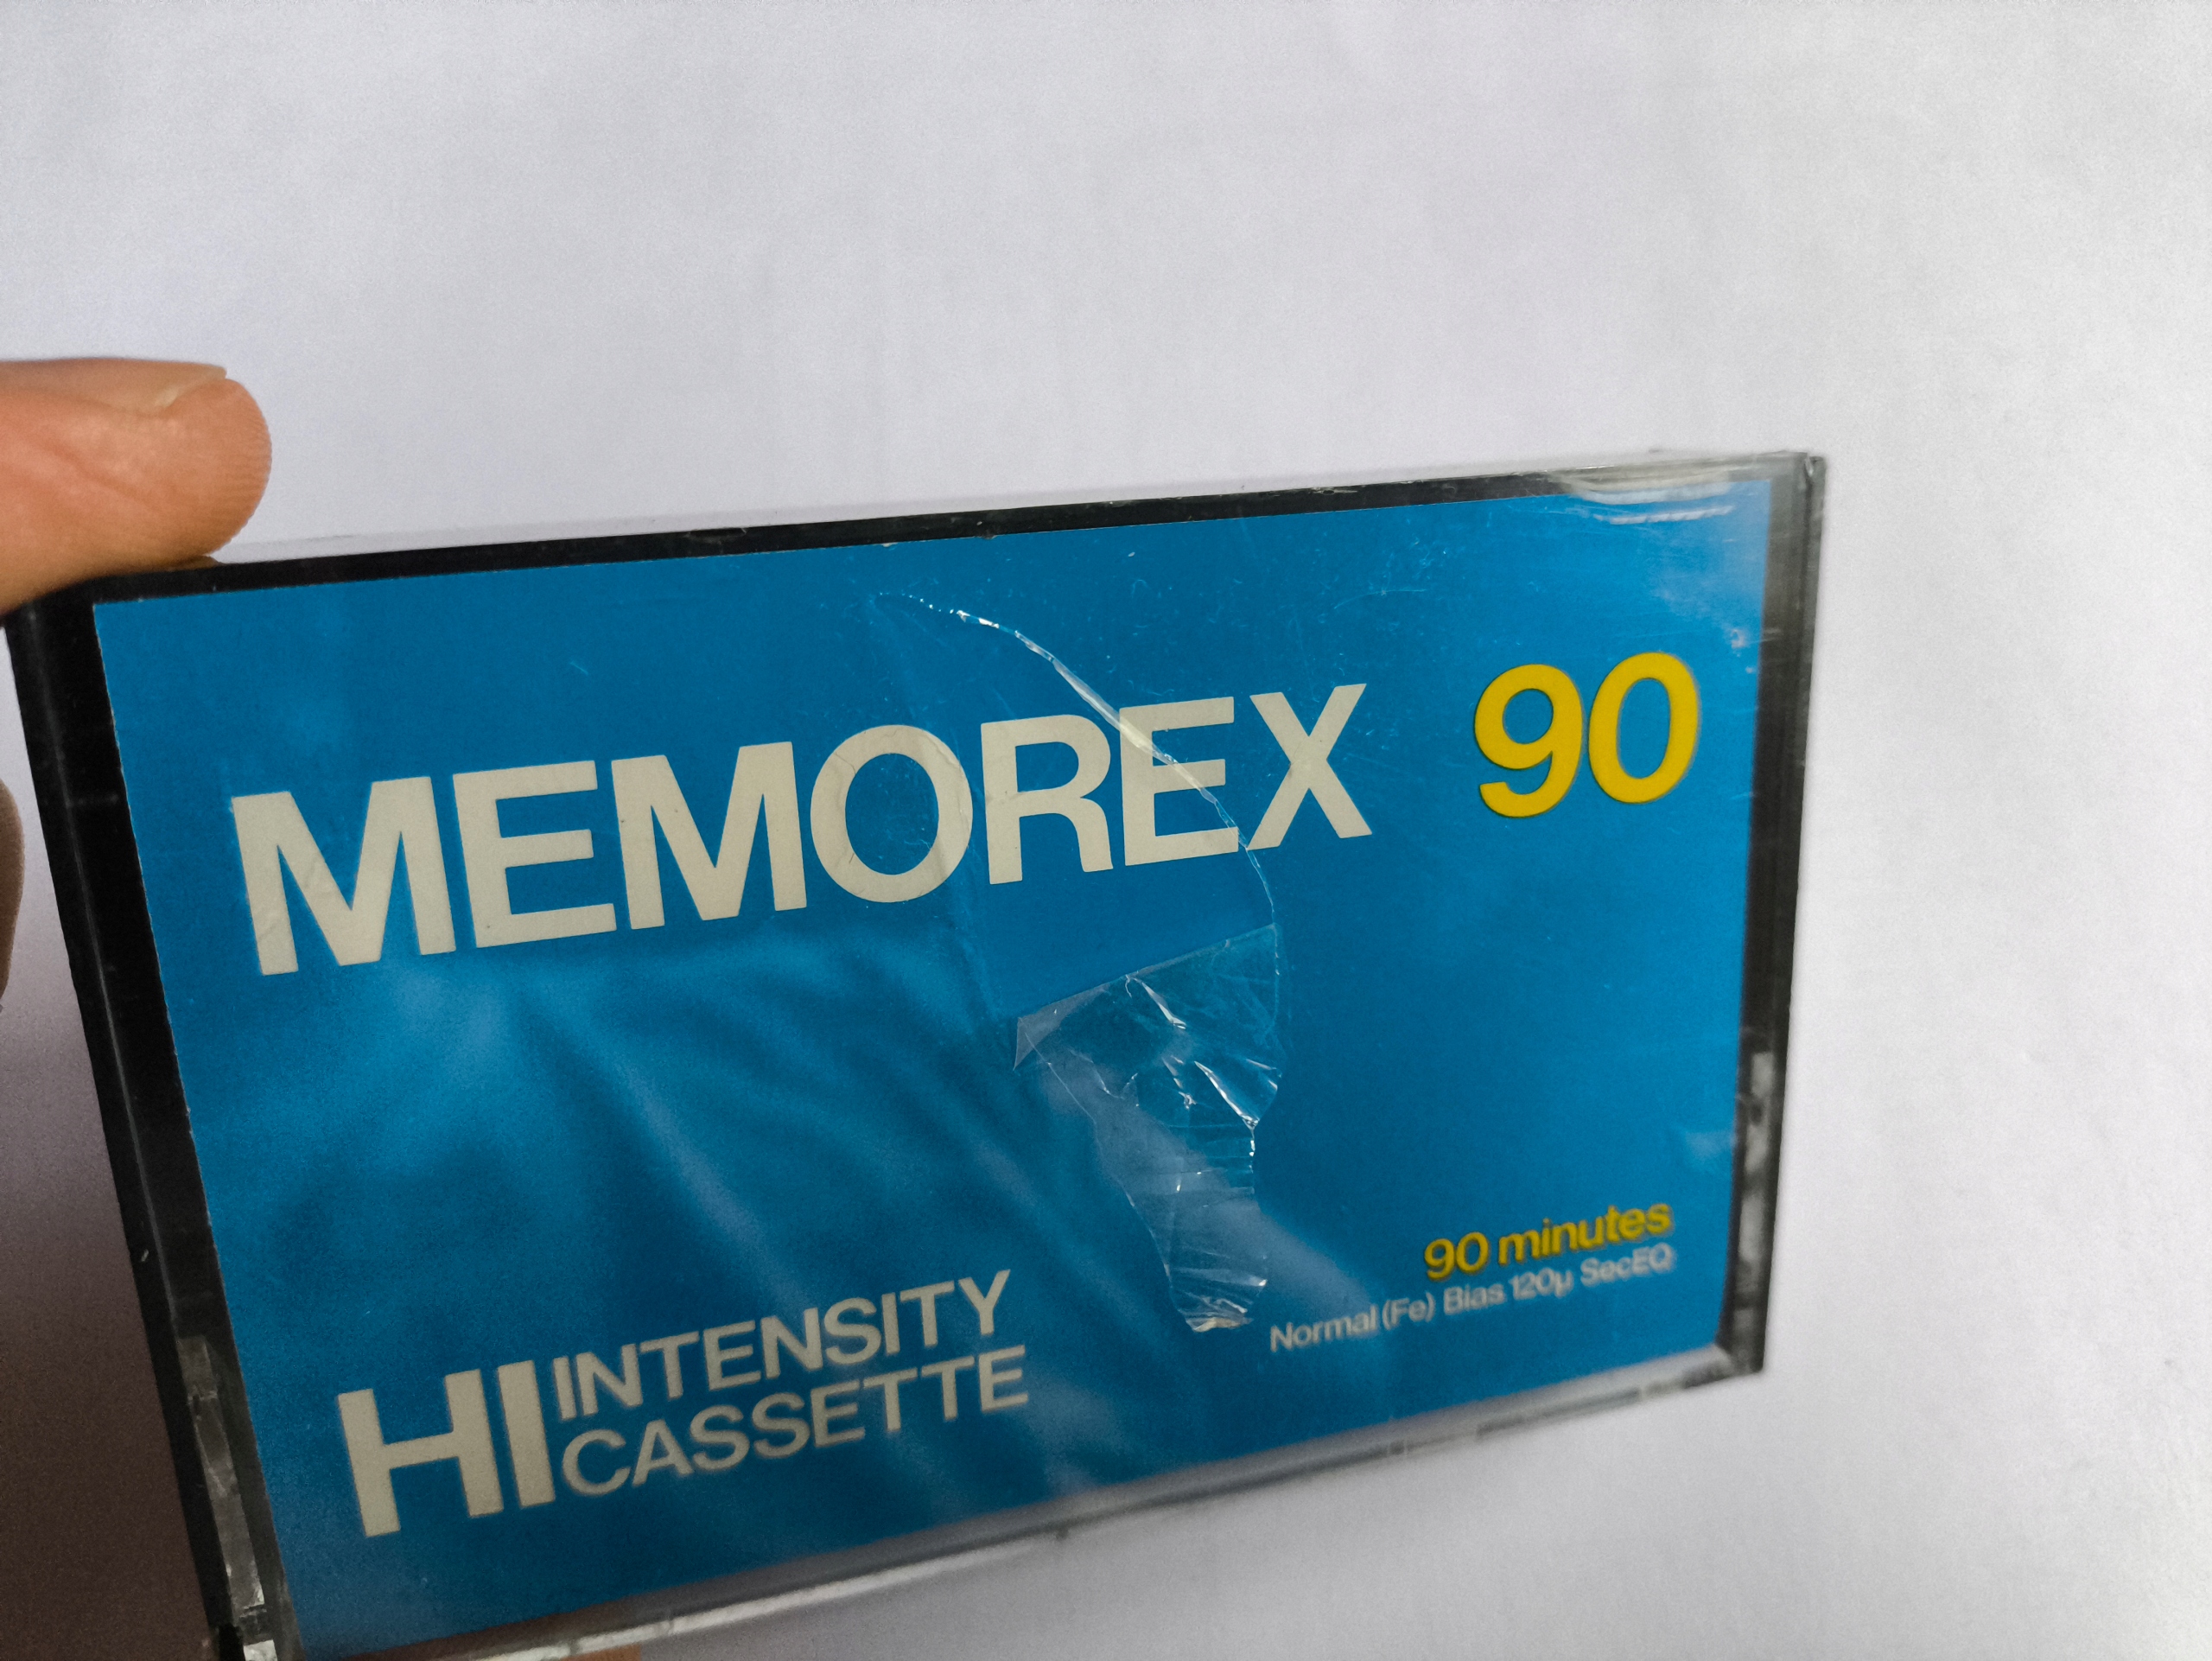 MEMOREX 90
HI INTENSITY
CASSETTE
90 minutes
Normal (Fe) Bias 120µ SecEQ